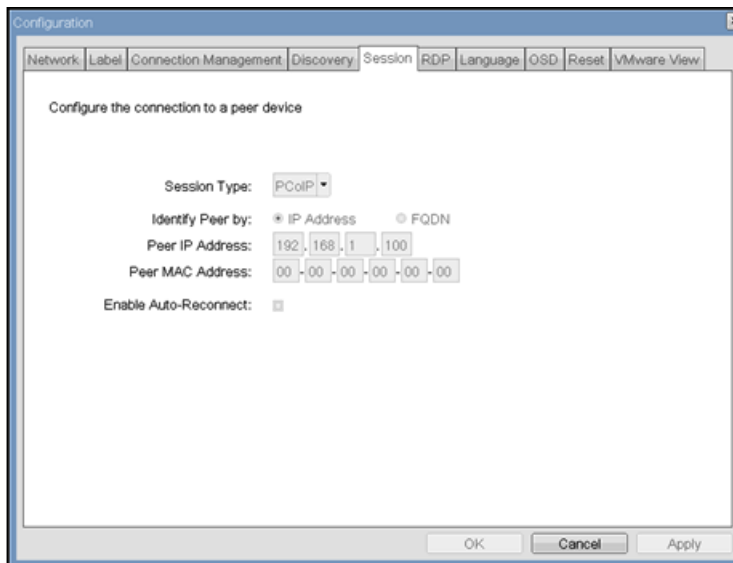 Configuration
Network Label Connection Management Discovery Session RDP Language OSD Reset VMware View
Configure the connection to a peer device
Session Type: PCoIP
Identify Peer by: IP Address FQDN
Peer IP Address: 192 . 168 . 1 . 100
Peer MAC Address: 00 - 00 - 00 - 00 - 00 - 00
Enable Auto-Reconnect:
OK Cancel Apply